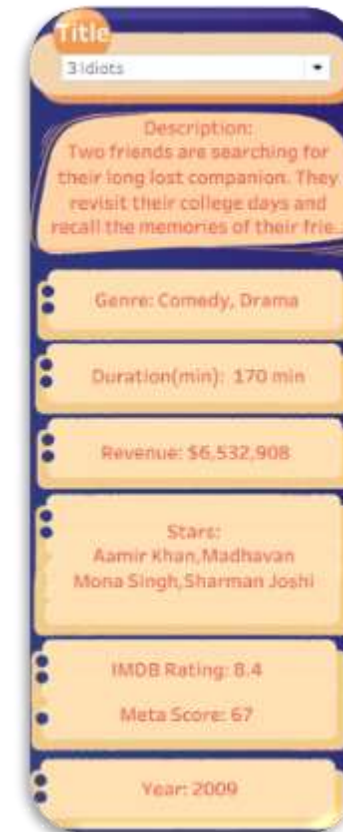 Title
3 Idiots
Description:
Two friends are searching for
their long lost companion. They
revisit their college days and
recall the memories of their frie..
Genre: Comedy, Drama
Duration(min): 170 min
Revenue: $6,532,908
Stars:
Aamir Khan,Madhavan
Mona Singh,Sharman Joshi
IMDB Rating: 8.4
Meta Score: 67
Year: 2009